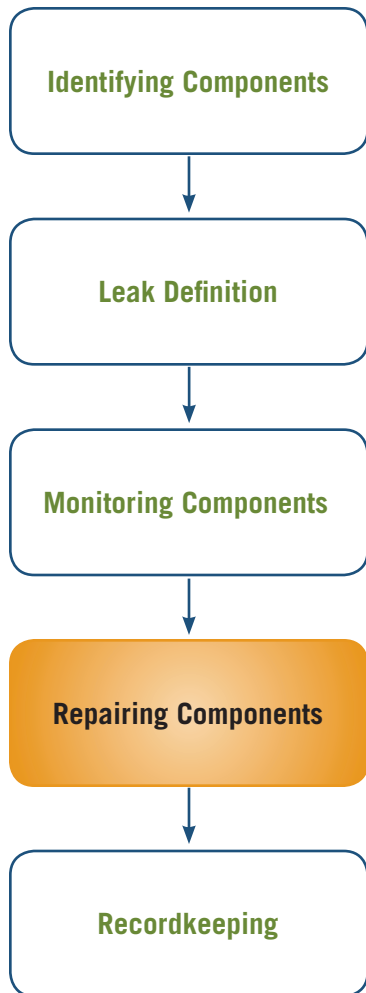 Identifying Components
Leak Definition
Monitoring Components
Repairing Components
Recordkeeping